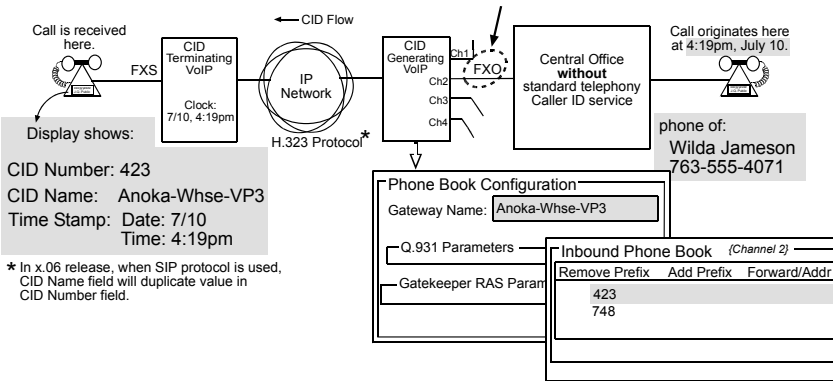 CID Flow
Call is received
here.
FXS
CID
Terminating
VoIP
Clock:
7/10, 4:19pm
IP
Network
H.323 Protocol*
CID
Generating
VoIP
Ch1
Ch2
Ch3
Ch4
FXO
Central Office
without
standard telephony
Caller ID service
Call originates here
at 4:19pm, July 10.
phone of:
Wilda Jameson
763-555-4071
Display shows:
CID Number: 423
CID Name: Anoka-Whse-VP3
Time Stamp: Date: 7/10
Time: 4:19pm
* In x.06 release, when SIP protocol is used,
CID Name field will duplicate value in
CID Number field.
Phone Book Configuration
Gateway Name: Anoka-Whse-VP3
Q.931 Parameters
Gatekeeper RAS Param
Inbound Phone Book {Channel 2}
Remove Prefix Add Prefix Forward/Addr
423
748